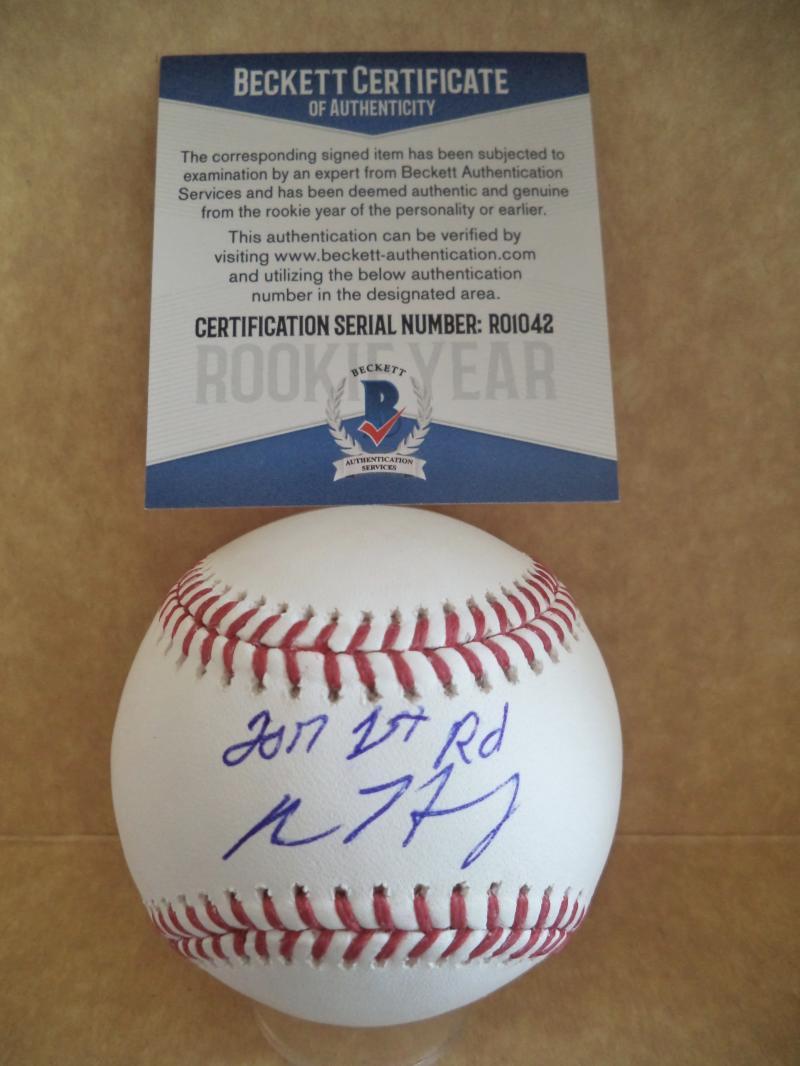 BECKETT CERTIFICATE
OF AUTHENTICITY
The corresponding signed item has been subjected to
examination by an expert from Beckett Authentication
Services and has been deemed authentic and genuine
from the rookie year of the personality or earlier.
This authentication can be verified by
visiting www.beckett-authentication.com
and utilizing the below authentication
number in the designated area.
CERTIFICATION SERIAL NUMBER: R01042
ROOKIE YEAR
BECKETT
B
AUTHENTICATION
SERVICES
2017 1st Rd